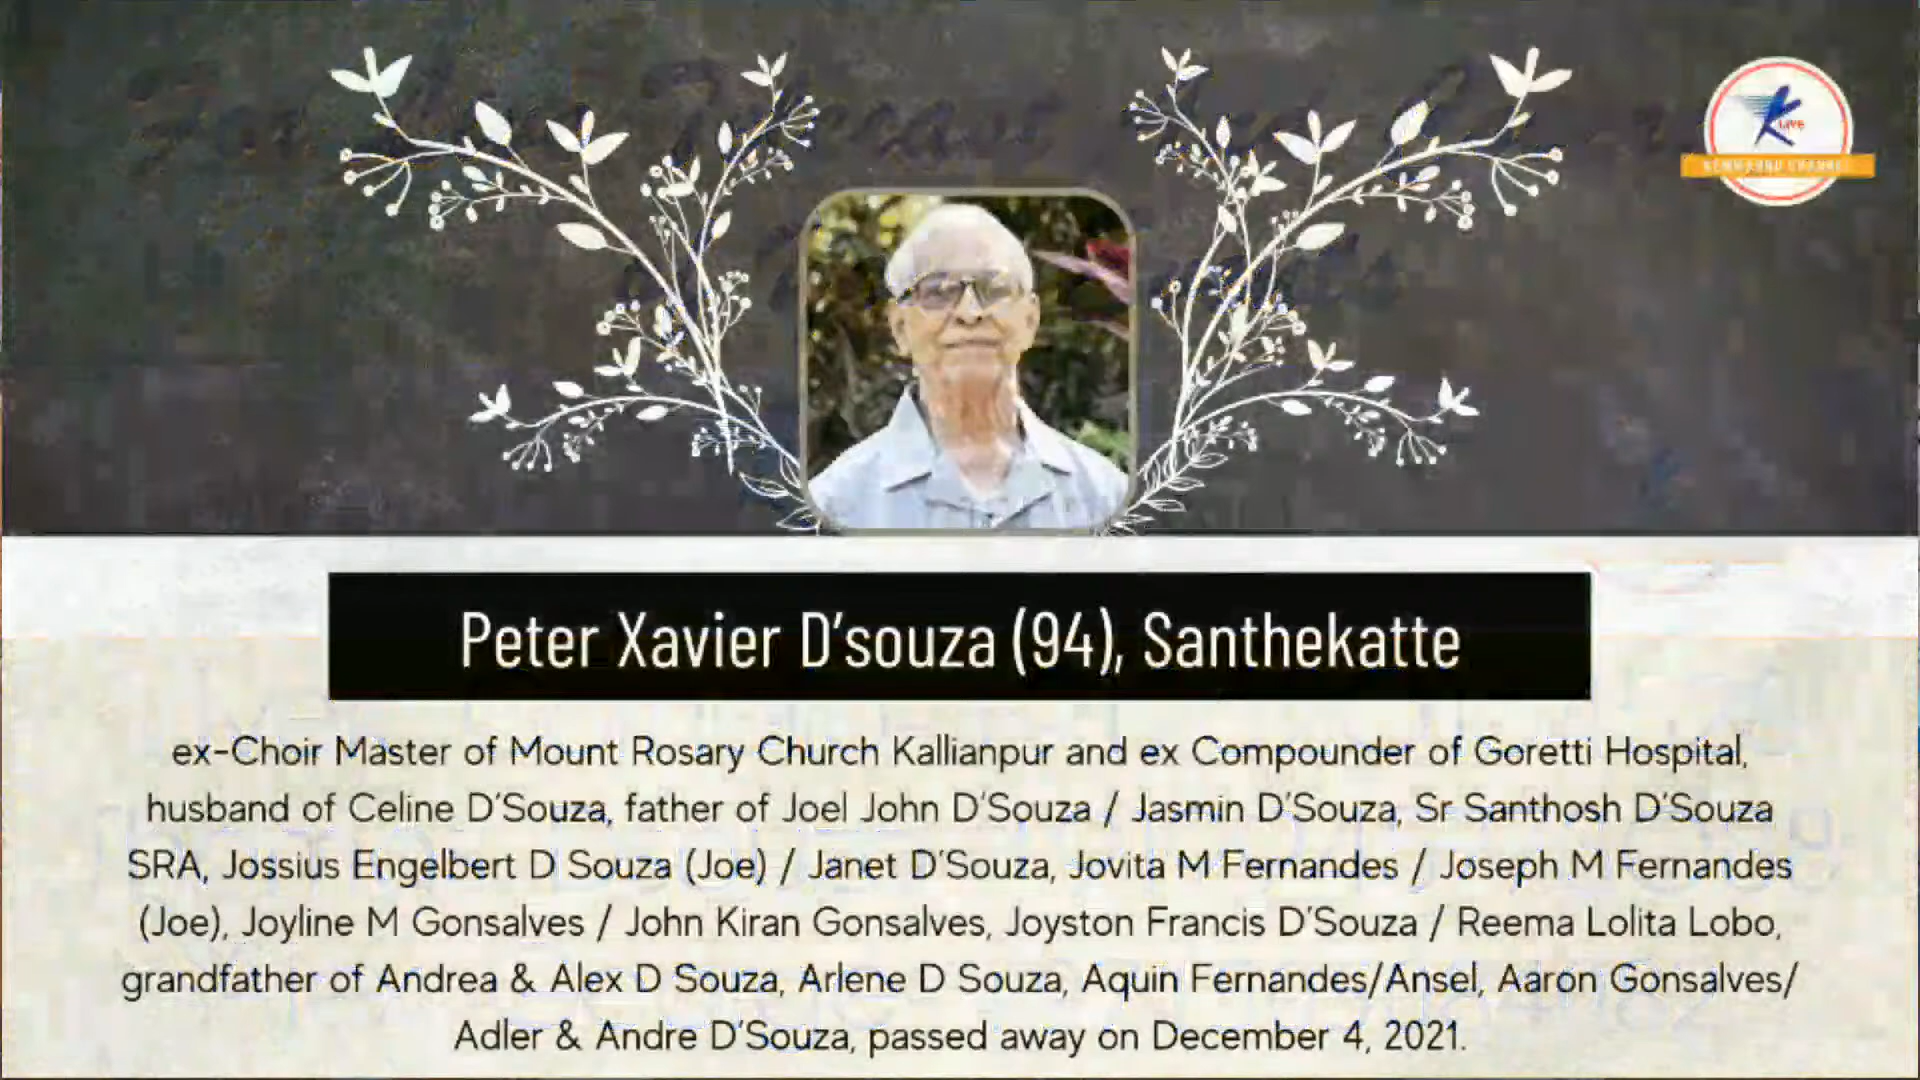 LIVE
Peter Xavier D'souza (94), Santhekatte
ex-Choir Master of Mount Rosary Church Kallianpur and ex Compounder of Goretti Hospital,
husband of Celine D'Souza, father of Joel John D'Souza / Jasmin D'Souza, Sr Santhosh D'Souza
SRA, Jossius Engelbert D Souza (Joe) / Janet D'Souza, Jovita M Fernandes / Joseph M Fernandes
(Joe), Joyline M Gonsalves / John Kiran Gonsalves, Joyston Francis D'Souza / Reema Lolita Lobo,
grandfather of Andrea & Alex D Souza, Arlene D Souza, Aquin Fernandes/Ansel, Aaron Gonsalves/
Adler & Andre D'Souza, passed away on December 4, 2021.